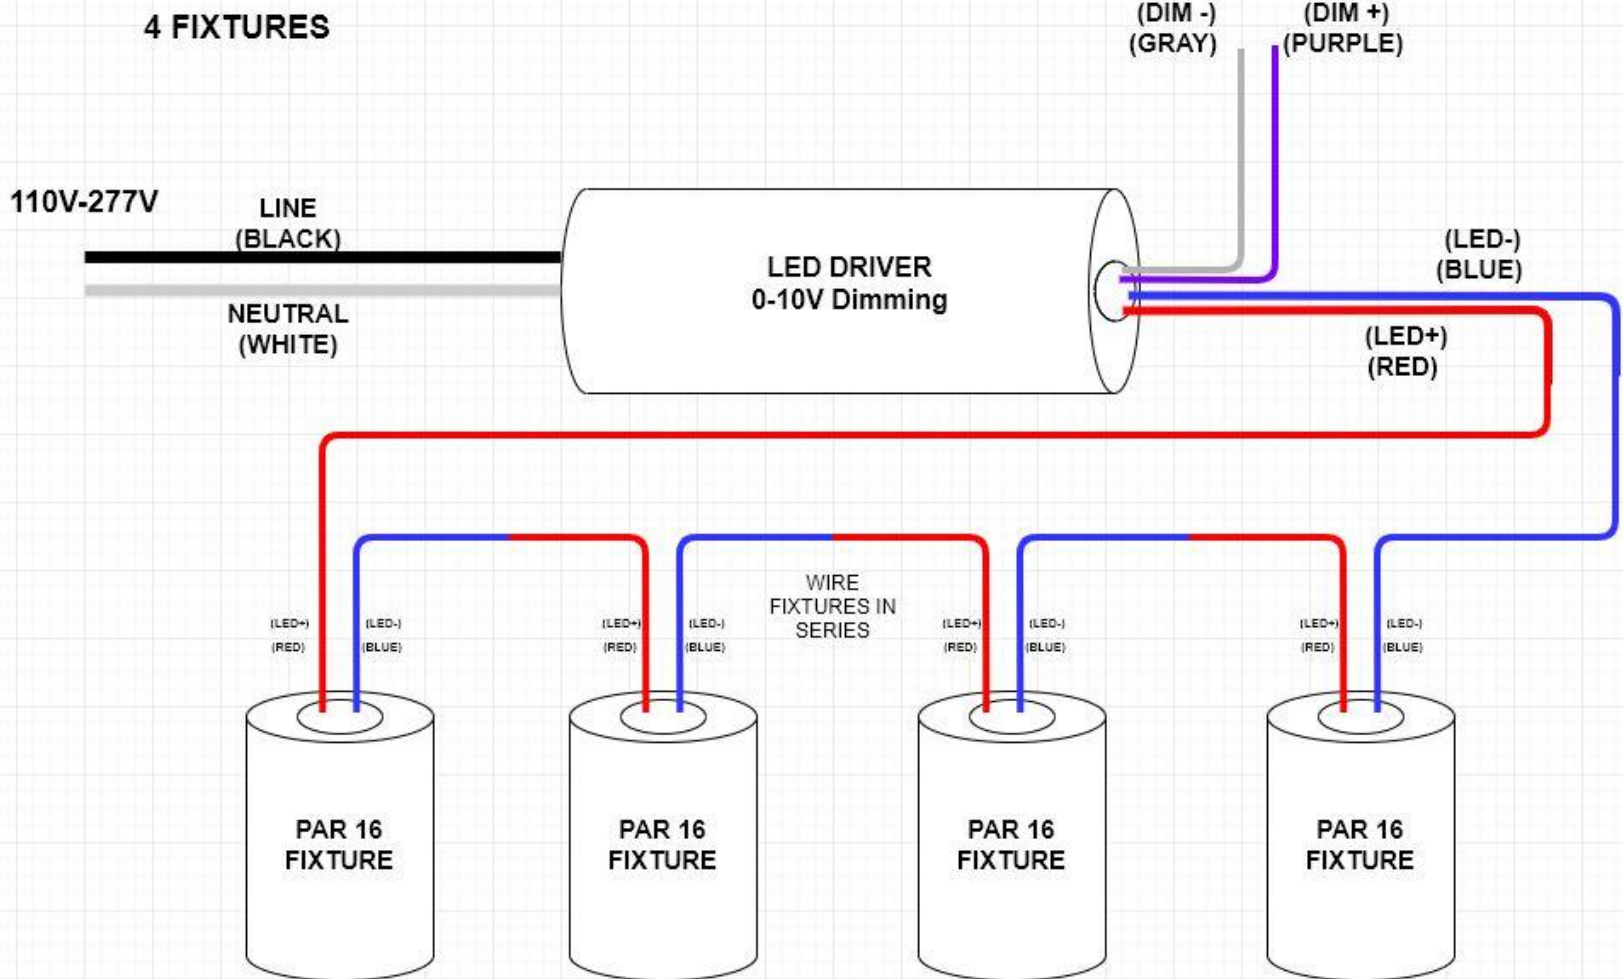 4 FIXTURES
(DIM -)
(GRAY)
(DIM +)
(PURPLE)
110V-277V
LINE
(BLACK)
NEUTRAL
(WHITE)
LED DRIVER
0-10V Dimming
(LED-)
(BLUE)
(LED+)
(RED)
WIRE
FIXTURES IN
SERIES
(LED+)
(RED)
(LED-)
(BLUE)
(LED+)
(RED)
(LED-)
(BLUE)
(LED+)
(RED)
(LED-)
(BLUE)
(LED+)
(RED)
(LED-)
(BLUE)
PAR 16
FIXTURE
PAR 16
FIXTURE
PAR 16
FIXTURE
PAR 16
FIXTURE